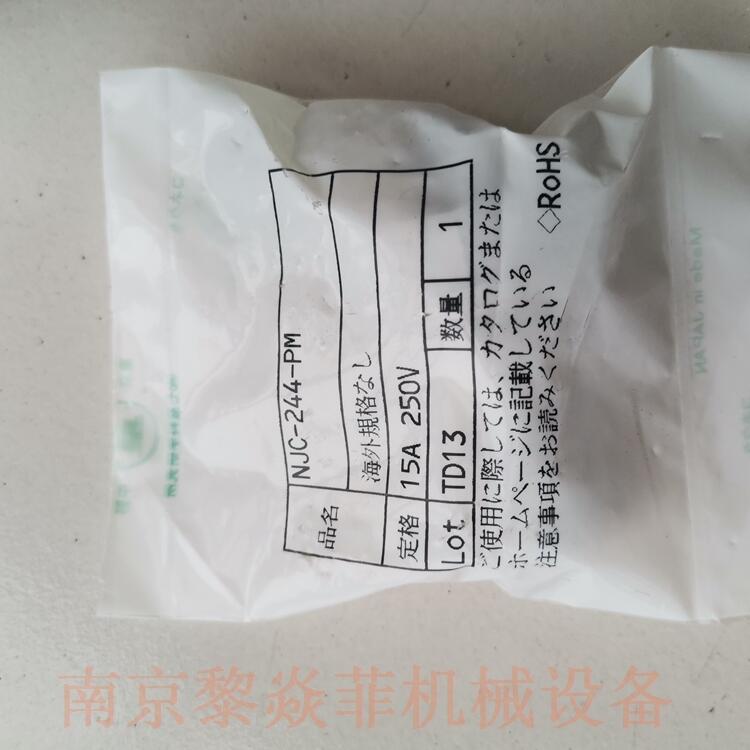 品名 NJC-244-PM
海外規格なし
定格 15A 250V
Lot TD13 数量 1
ご使用に際しては、カタログまたは
ホームページに記載している
注意事項をお読みください
◇RoHS
Made in JAPAN
南京黎焱菲机械设备